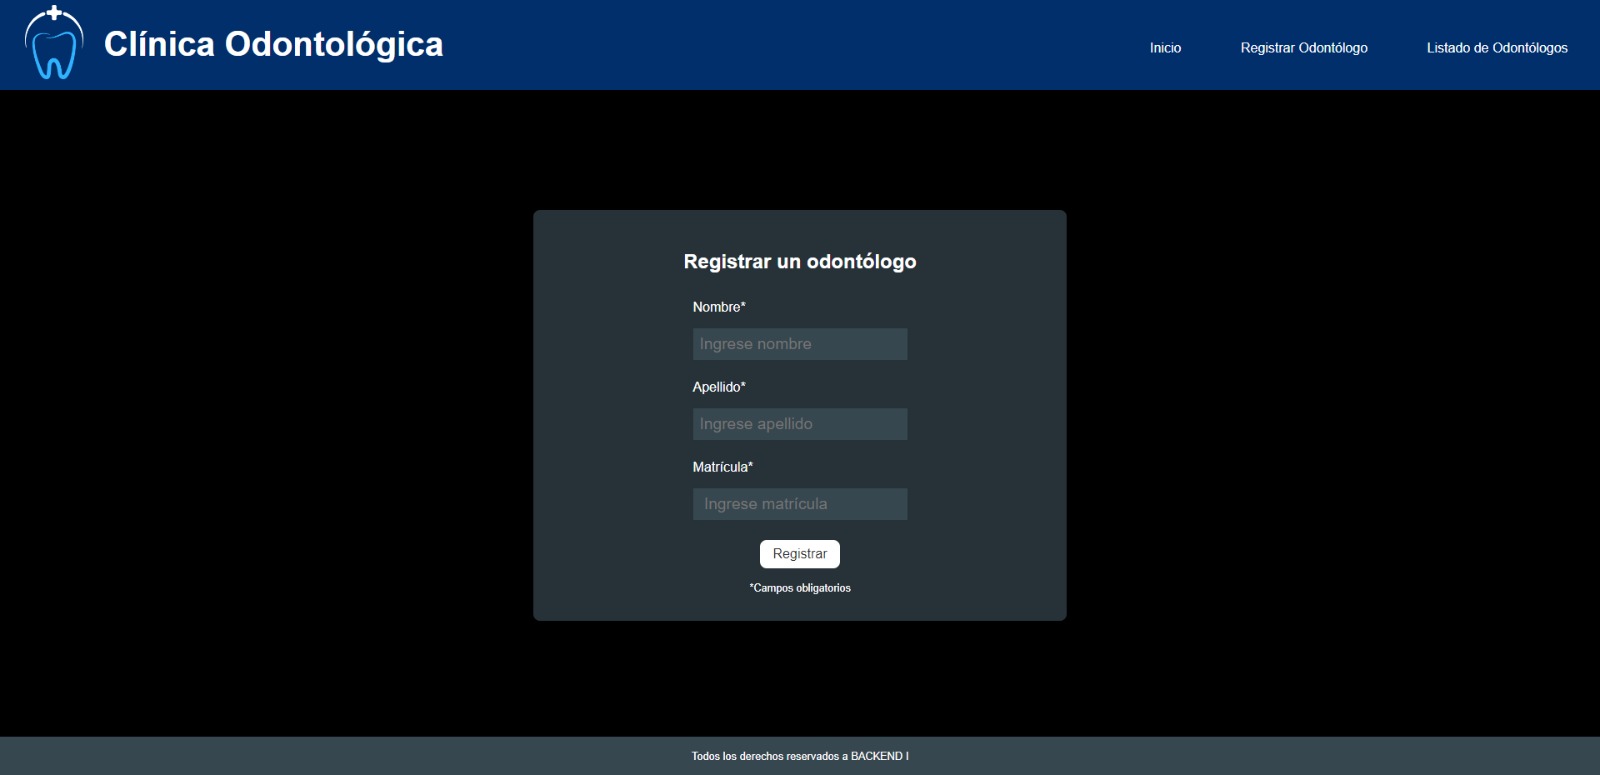 Clínica Odontológica
Inicio
Registrar Odontólogo
Listado de Odontólogos
Registrar un odontólogo
Nombre*
Ingrese nombre
Apellido*
Ingrese apellido
Matrícula*
Ingrese matrícula
Registrar
*Campos obligatorios
Todos los derechos reservados a BACKEND I